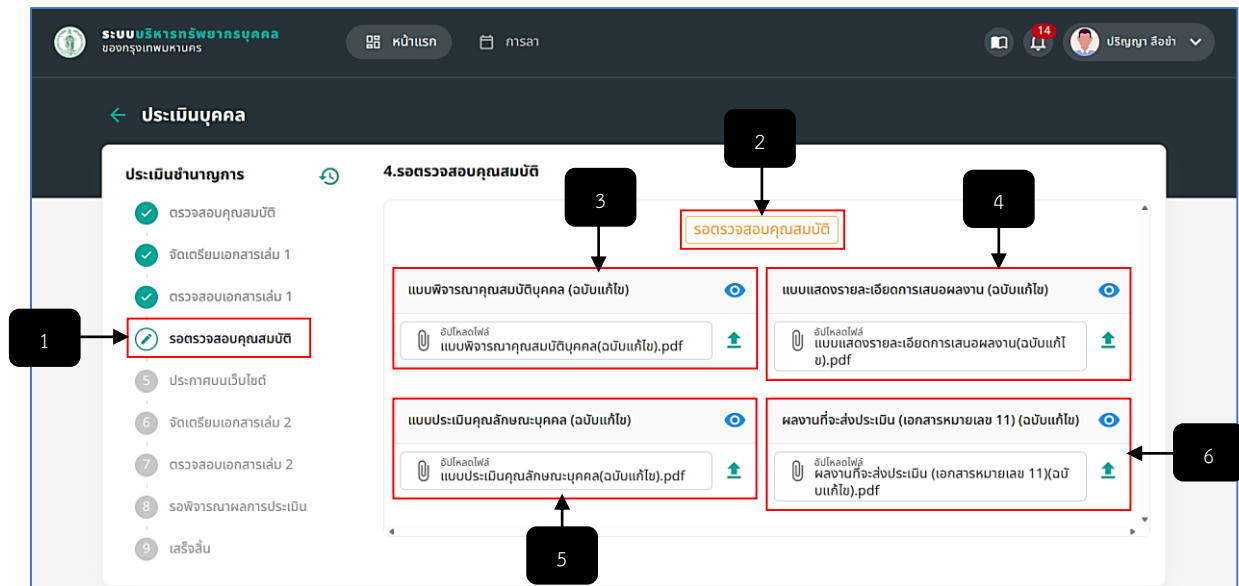 ระบบบริหารทรัพยากรบุคคล
ของกรุงเทพมหานคร
หน้าแรก
การลา
14
ปริญญา ลือขำ
ประเมินบุคคล
2
ประเมินชำนาญการ
4.รอตรวจสอบคุณสมบัติ
3
4
ตรวจสอบคุณสมบัติ
รอตรวจสอบคุณสมบัติ
จัดเตรียมเอกสารเล่ม 1
แบบพิจารณาคุณสมบัติบุคคล (ฉบับแก้ไข)
แบบแสดงรายละเอียดการเสนอผลงาน (ฉบับแก้ไข)
ตรวจสอบเอกสารเล่ม 1
1
รอตรวจสอบคุณสมบัติ
อัปโหลดไฟล์
แบบพิจารณาคุณสมบัติบุคคล(ฉบับแก้ไข).pdf
อัปโหลดไฟล์
แบบแสดงรายละเอียดการเสนอผลงาน(ฉบับแก้ไ
ข).pdf
5 ประกาศบนเว็บไซต์
6 จัดเตรียมเอกสารเล่ม 2
แบบประเมินคุณลักษณะบุคคล (ฉบับแก้ไข)
ผลงานที่จะส่งประเมิน (เอกสารหมายเลข 11) (ฉบับแก้ไข)
6
7 ตรวจสอบเอกสารเล่ม 2
อัปโหลดไฟล์
แบบประเมินคุณลักษณะบุคคล(ฉบับแก้ไข).pdf
อัปโหลดไฟล์
ผลงานที่จะส่งประเมิน (เอกสารหมายเลข 11)(ฉบั
บแก้ไข).pdf
8 รอพิจารณาผลการประเมิน
9 เสร็จสิ้น
5